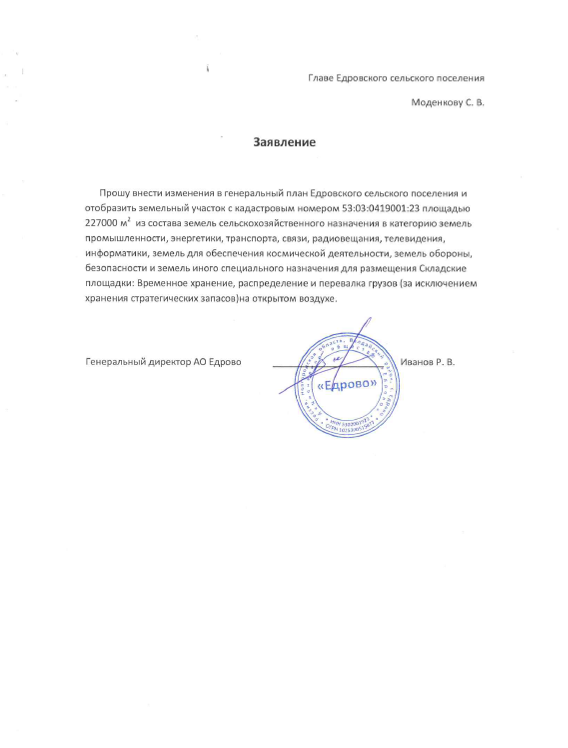 Главе Едровского сельского поселения
Моденкову С. В.
Заявление
Прошу внести изменения в генеральный план Едровского сельского поселения и
отобразить земельный участок с кадастровым номером 53:03:0419001:23 площадью
227000 м² из состава земель сельскохозяйственного назначения в категорию земель
промышленности, энергетики, транспорта, связи, радиовещания, телевидения,
информатики, земель для обеспечения космической деятельности, земель обороны,
безопасности и земель иного специального назначения для размещения Складские
площадки: Временное хранение, распределение и перевалка грузов (за исключением
хранения стратегических запасов)на открытом воздухе.
Генеральный директор АО Едрово Иванов Р. В.
«Едрово»